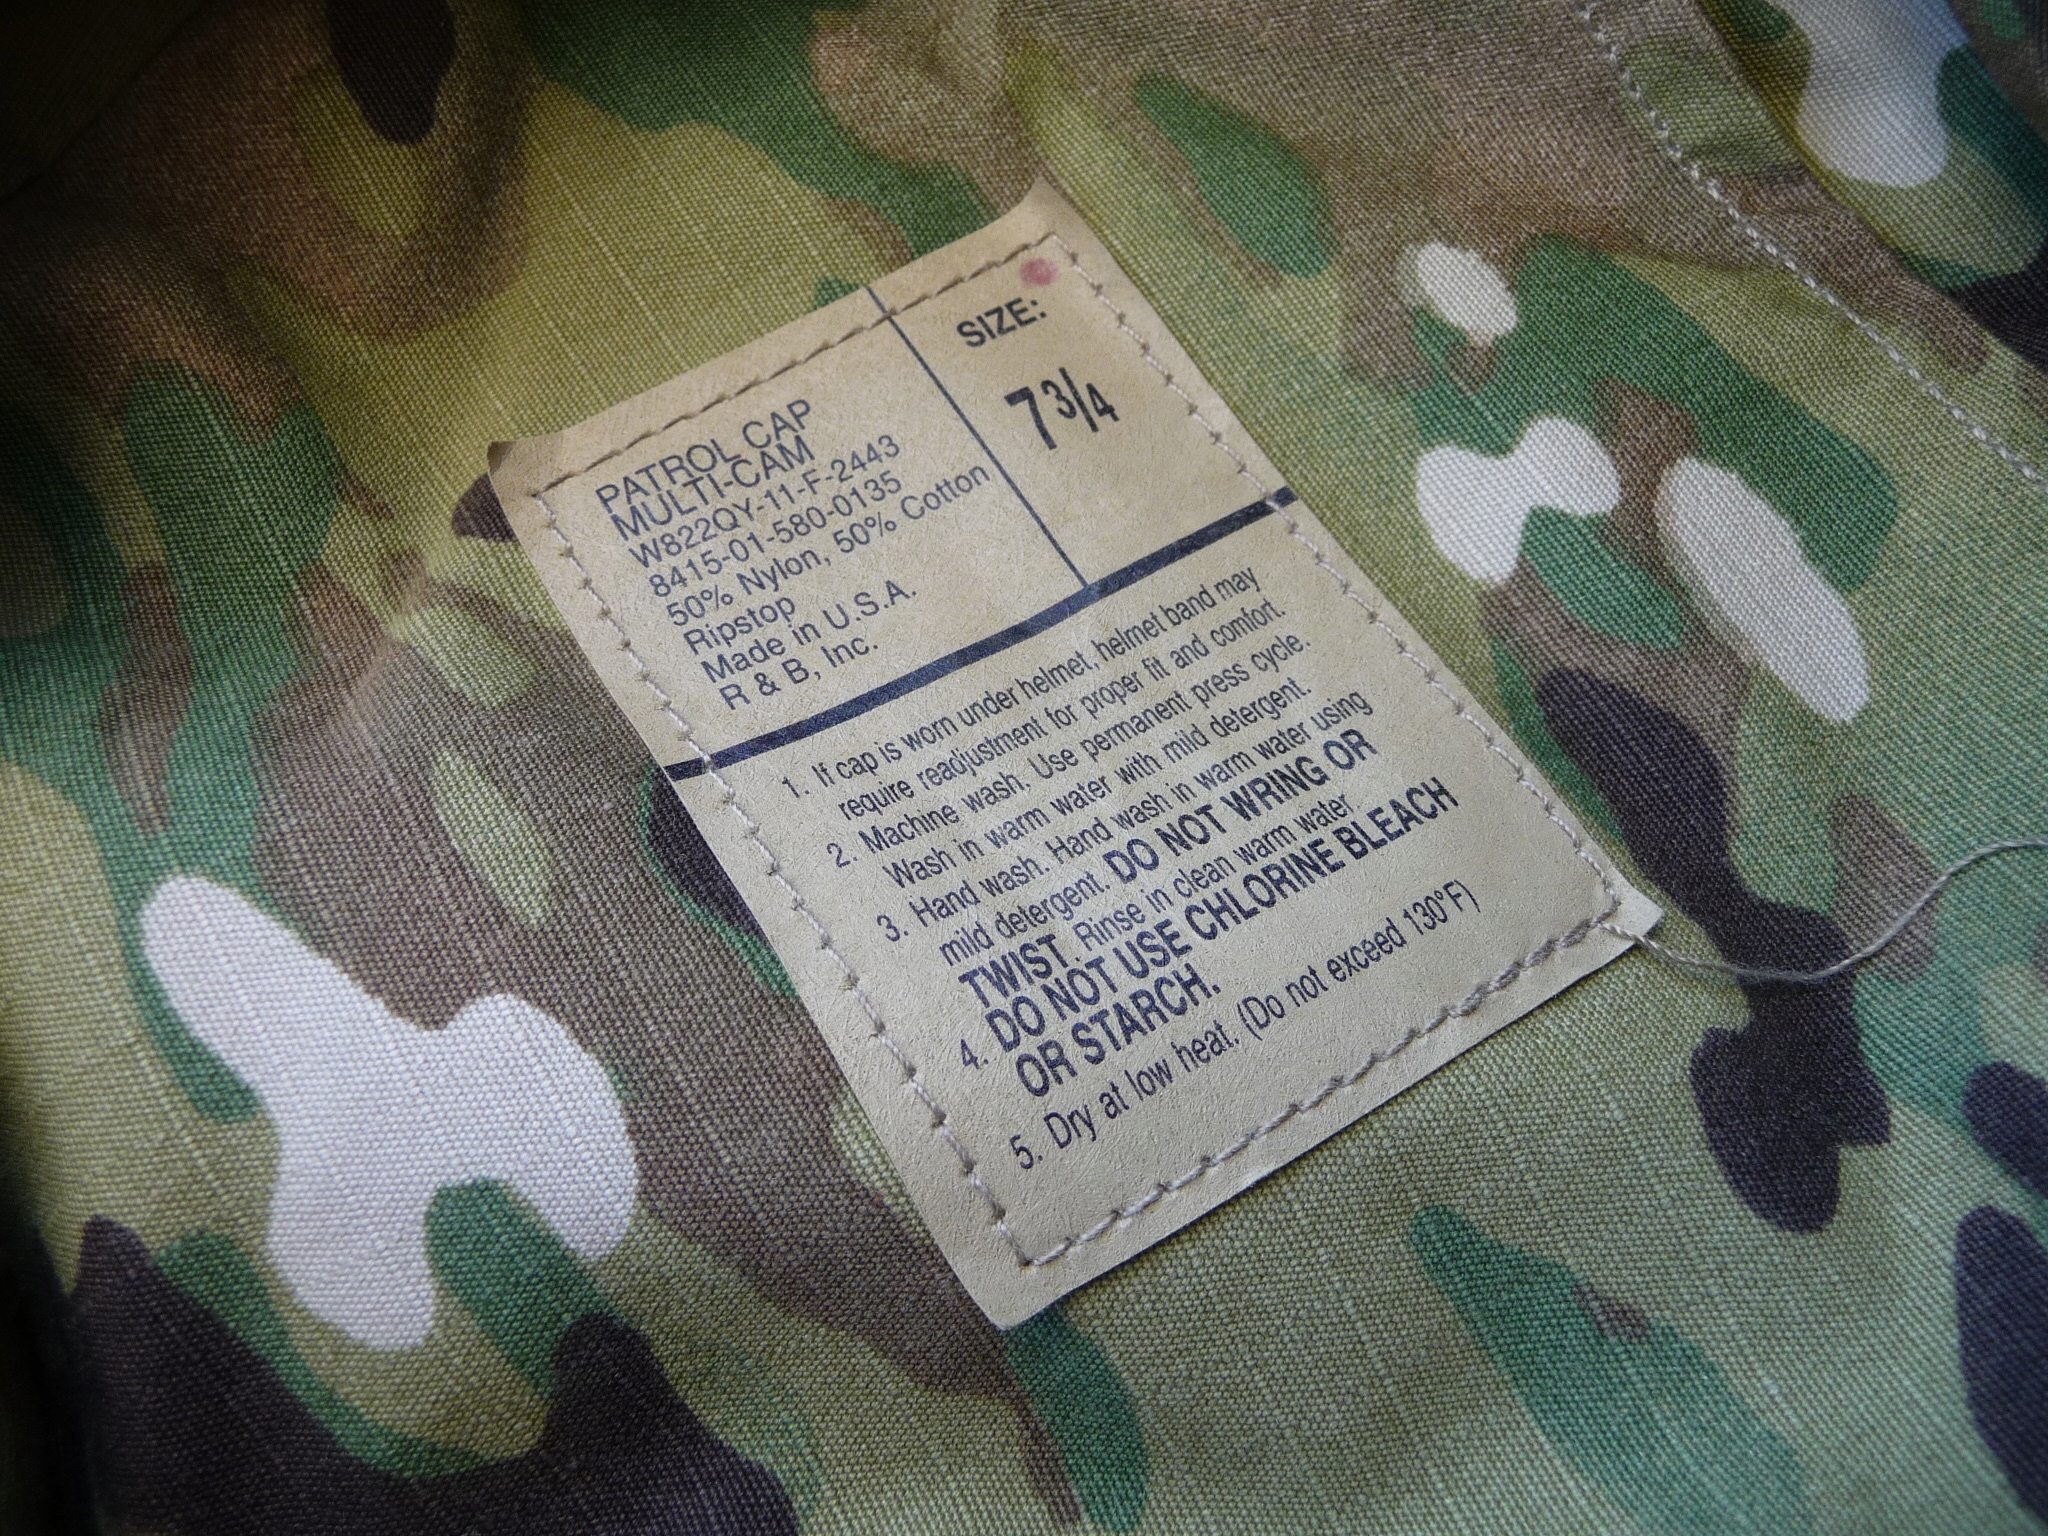 PATROL CAP
MULTI-CAM
W822QY-11-F-2443
8415-01-580-0135
50% Nylon, 50% Cotton
Ripstop
Made in U.S.A.
R & B, Inc.
SIZE:
7 3/4
1. If cap is worn under helmet, helmet band may
require readjustment for proper fit and comfort.
2. Machine wash. Use permanent press cycle.
Wash in warm water with mild detergent.
3. Hand wash. Hand wash in warm water using
mild detergent. DO NOT WRING OR
TWIST. Rinse in clean warm water.
4. DO NOT USE CHLORINE BLEACH
OR STARCH.
5. Dry at low heat. (Do not exceed 130°F)